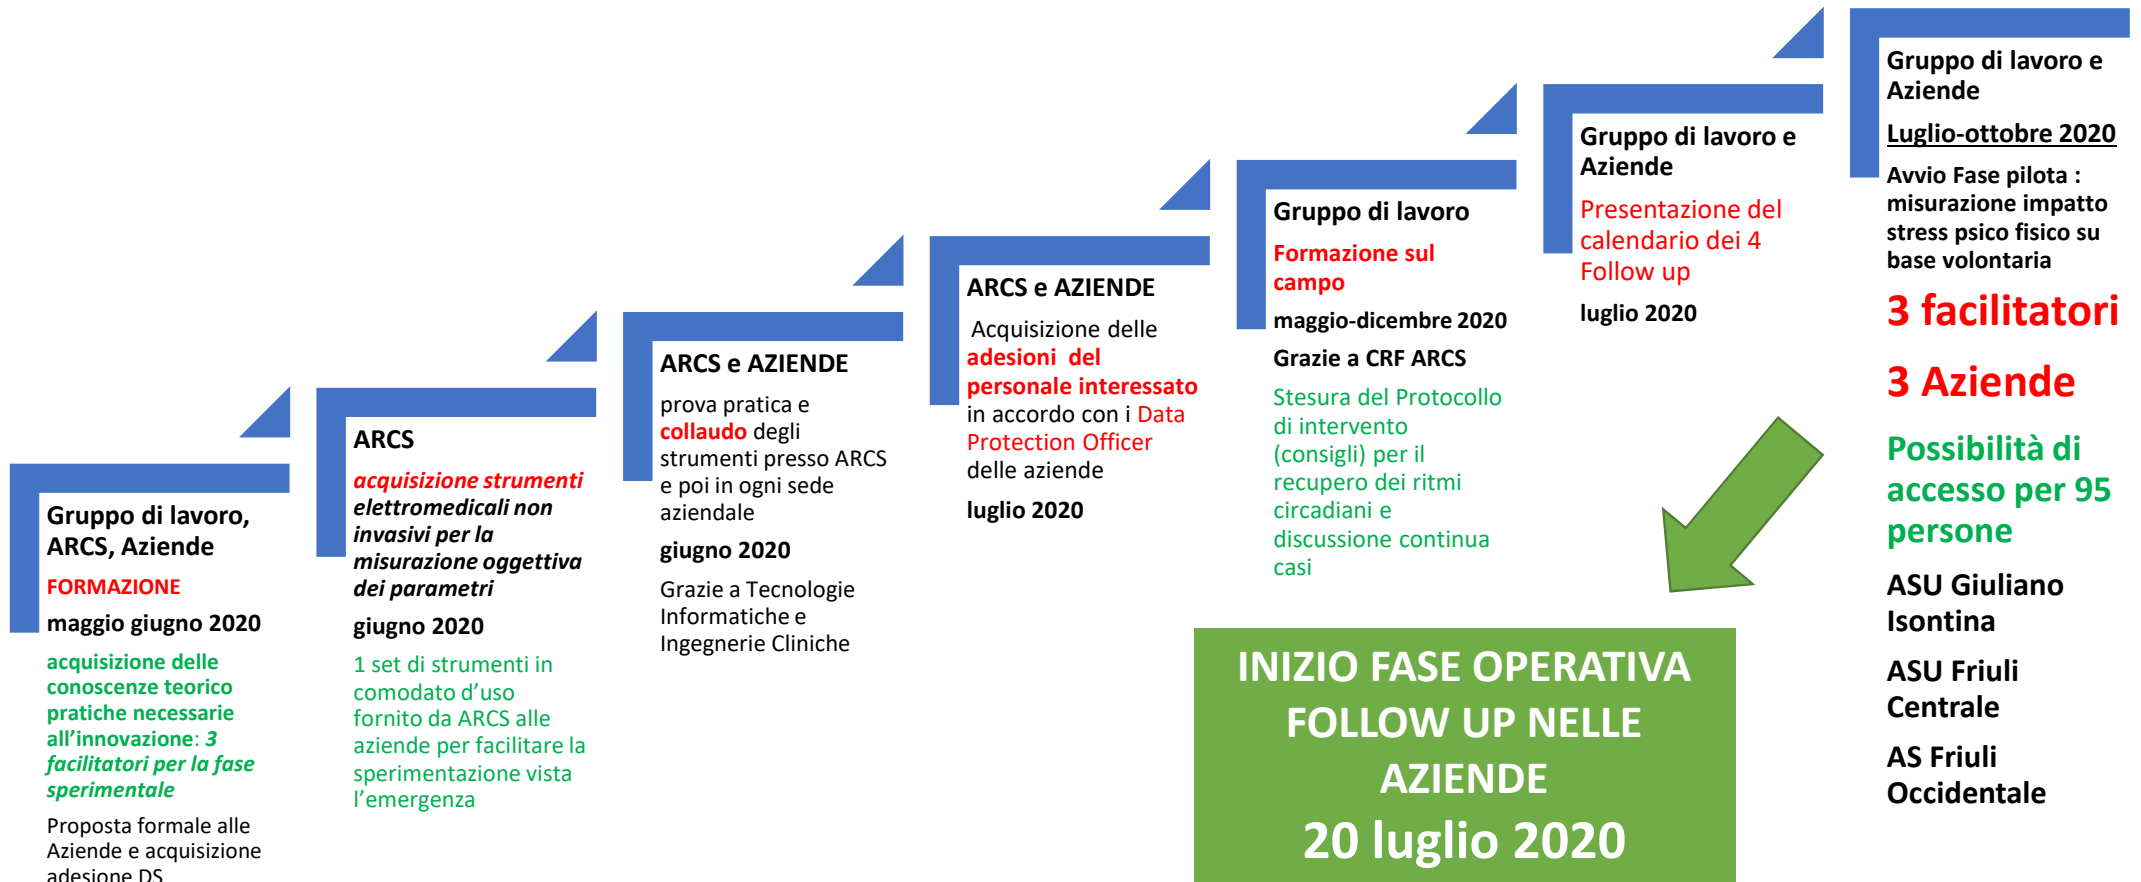 Gruppo di lavoro,
ARCS, Aziende
FORMAZIONE
maggio giugno 2020
acquisizione delle
conoscenze teorico
pratiche necessarie
all'innovazione: 3
facilitatori per la fase
sperimentale
Proposta formale alle
Aziende e acquisizione
adesione DS
ARCS
acquisizione strumenti
elettromedicali non
invasivi per la
misurazione oggettiva
dei parametri
giugno 2020
1 set di strumenti in
comodato d'uso
fornito da ARCS alle
aziende per facilitare la
sperimentazione vista
l'emergenza
ARCS e AZIENDE
prova pratica e
collaudo degli
strumenti presso ARCS
e poi in ogni sede
aziendale
giugno 2020
Grazie a Tecnologie
Informatiche e
Ingegnerie Cliniche
ARCS e AZIENDE
Acquisizione delle
adesioni del
personale interessato
in accordo con i Data
Protection Officer
delle aziende
luglio 2020
Gruppo di lavoro
Formazione sul
campo
maggio-dicembre 2020
Grazie a CRF ARCS
Stesura del Protocollo
di intervento
(consigli) per il
recupero dei ritmi
circadiani e
discussione continua
casi
Gruppo di lavoro e
Aziende
Presentazione del
calendario dei 4
Follow up
luglio 2020
Gruppo di lavoro e
Aziende
Luglio-ottobre 2020
Avvio Fase pilota :
misurazione impatto
stress psico fisico su
base volontaria
3 facilitatori
3 Aziende
Possibilità di
accesso per 95
persone
ASU Giuliano
Isontina
ASU Friuli
Centrale
AS Friuli
Occidentale
INIZIO FASE OPERATIVA
FOLLOW UP NELLE
AZIENDE
20 luglio 2020